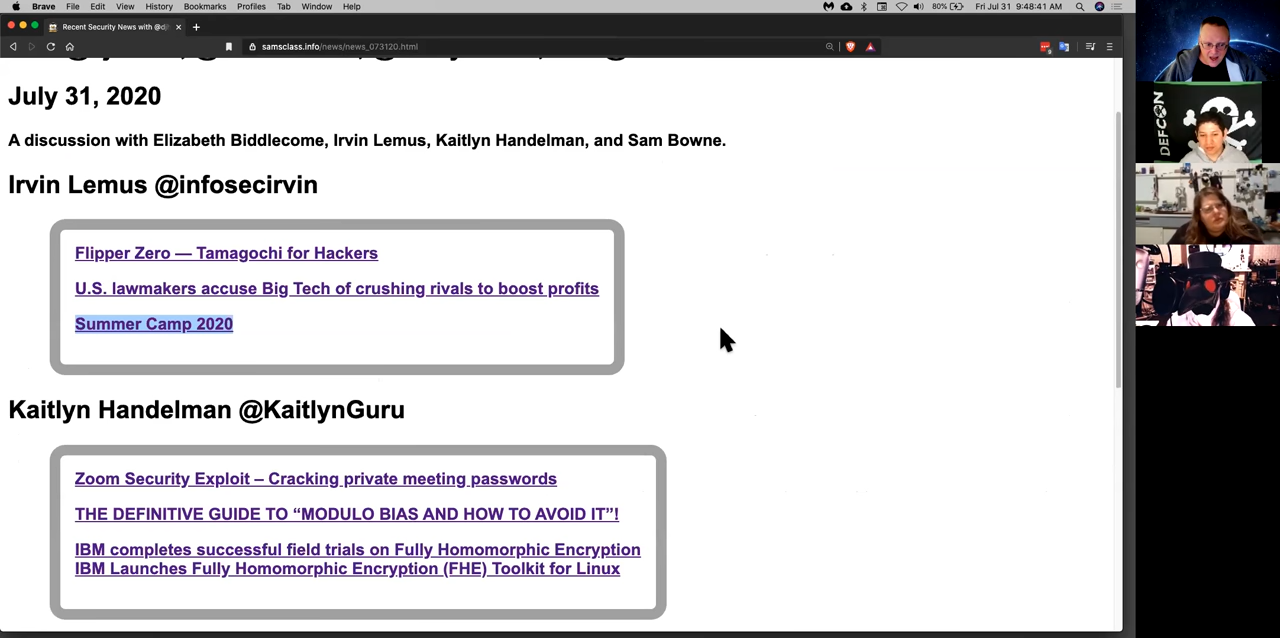 Brave File Edit View History Bookmarks Profiles Tab Window Help 80% Fri Jul 31 9:48:41 AM
Recent Security News with @dj
samsclass.info/news/news_073120.html
July 31, 2020
A discussion with Elizabeth Biddlecome, Irvin Lemus, Kaitlyn Handelman, and Sam Bowne.
Irvin Lemus @infosecirvin
Flipper Zero — Tamagochi for Hackers
U.S. lawmakers accuse Big Tech of crushing rivals to boost profits
Summer Camp 2020
Kaitlyn Handelman @KaitlynGuru
Zoom Security Exploit – Cracking private meeting passwords
THE DEFINITIVE GUIDE TO “MODULO BIAS AND HOW TO AVOID IT”!
IBM completes successful field trials on Fully Homomorphic Encryption
IBM Launches Fully Homomorphic Encryption (FHE) Toolkit for Linux
DEFCON